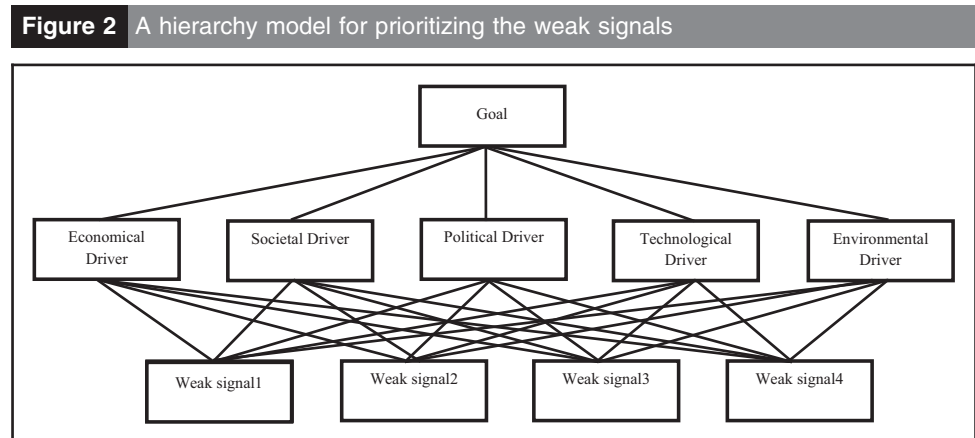 Figure 2 A hierarchy model for prioritizing the weak signals
Goal
Economical
Driver
Societal Driver
Political Driver
Technological
Driver
Environmental
Driver
Weak signal1
Weak signal2
Weak signal3
Weak signal4